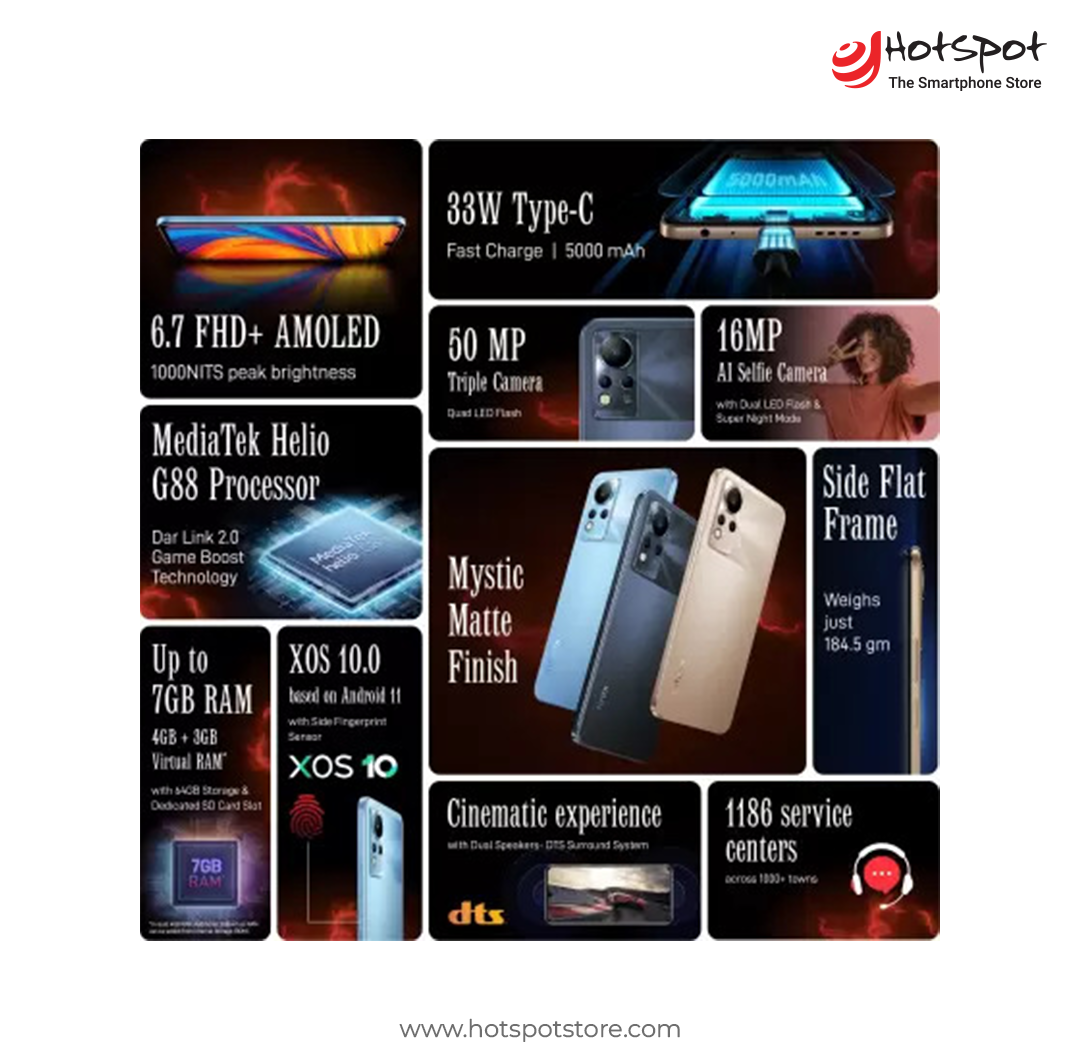 HOTSPOT
The Smartphone Store
5000mAh
6.7 FHD+ AMOLED
1000NITS peak brightness
33W Type-C
Fast Charge | 5000 mAh
50 MP
Triple Camera
Quad LED Flash
16MP
AI Selfie Camera
with Dual LED Flash &
Super Night Mode
MediaTek Helio
G88 Processor
Dar Link 2.0
Game Boost
Technology
MediaTek
helio
Mystic
Matte
Finish
Side Flat
Frame
Weighs
just
184.5 gm
Up to
7GB RAM
4GB + 3GB
Virtual RAM*
with 64GB Storage &
Dedicated SD Card Slot
7GB
RAM
XOS 10.0
based on Android 11
with Side Fingerprint
Sensor
XOS 10
Cinematic experience
with Dual Speakers- DTS Surround System
dts
1186 service
centers
across 1000+ towns
www.hotspotstore.com